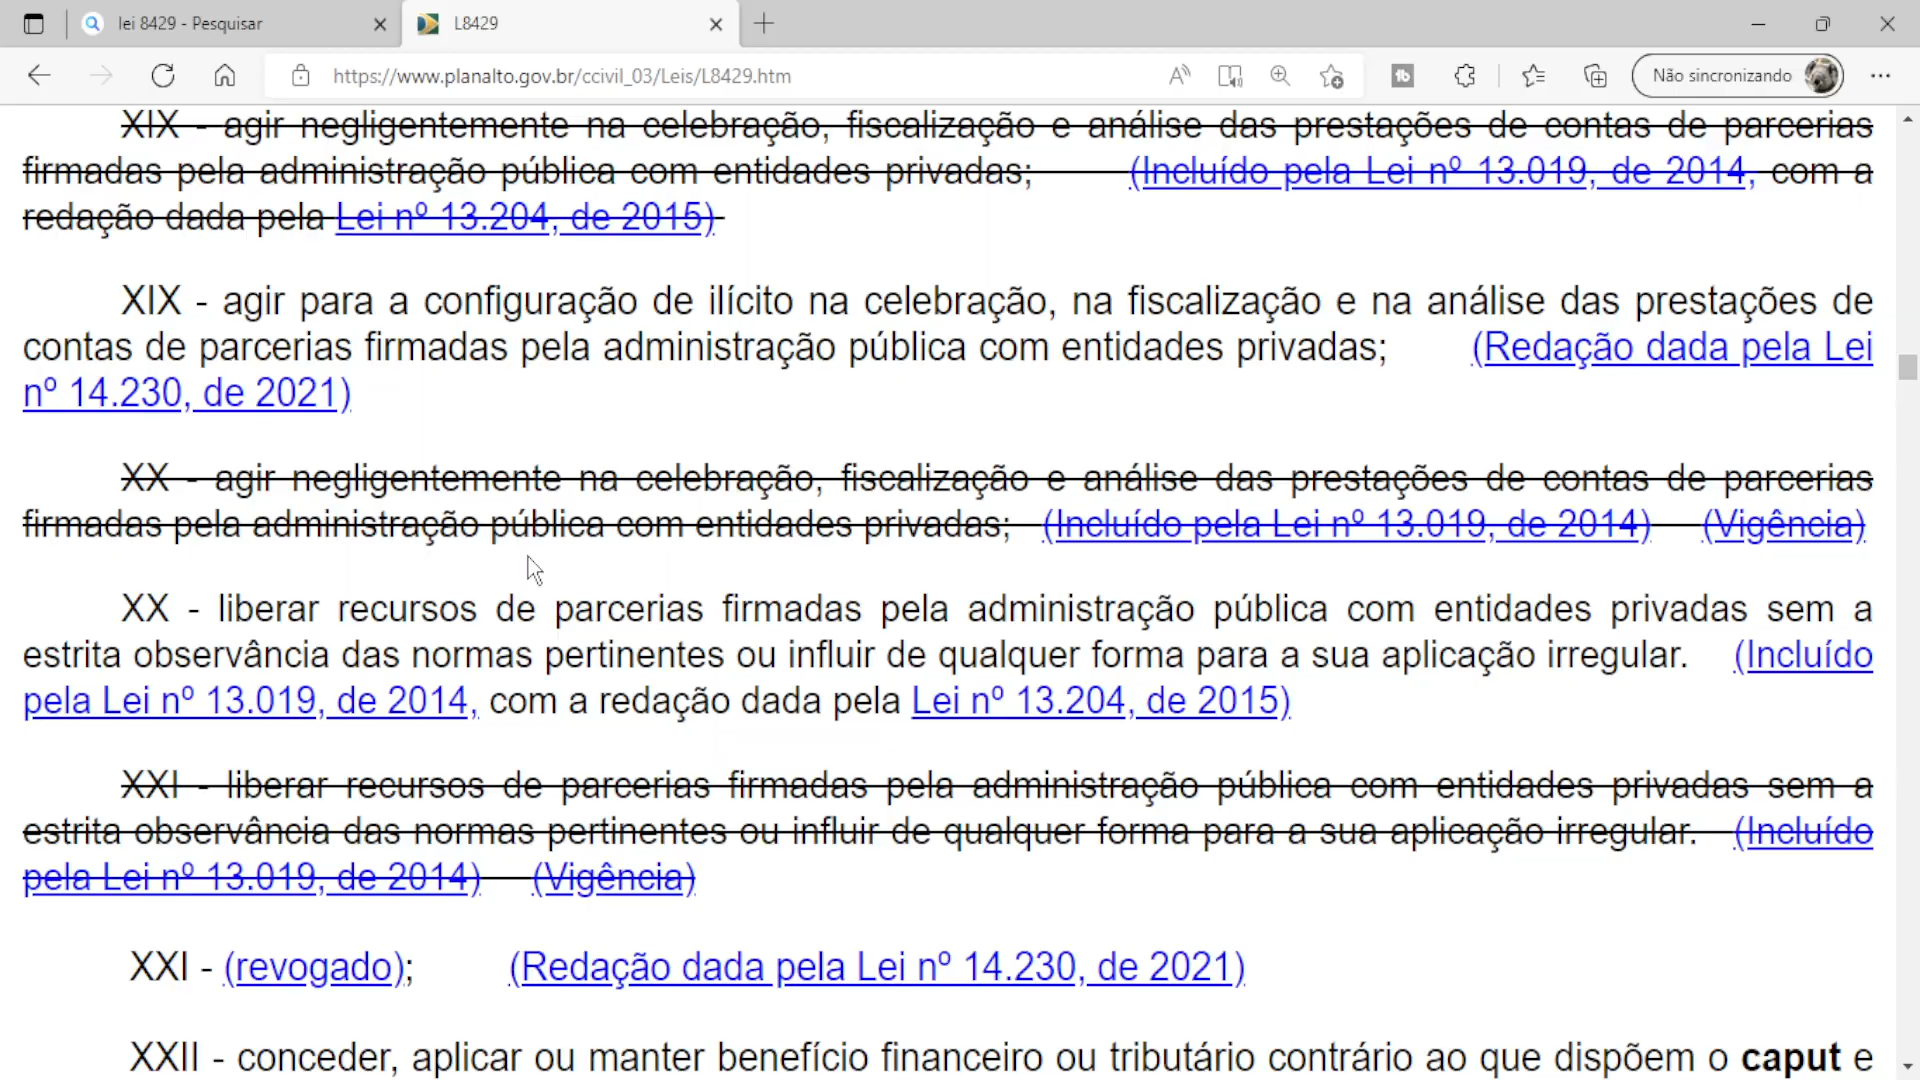 lei 8429 - Pesquisar
L8429
https://www.planalto.gov.br/ccivil_03/Leis/L8429.htm
Não sincronizando
XIX - agir negligentemente na celebração, fiscalização e análise das prestações de contas de parcerias
firmadas pela administração pública com entidades privadas; (Incluído pela Lei nº 13.019, de 2014, com a
redação dada pela Lei nº 13.204, de 2015)
XIX - agir para a configuração de ilícito na celebração, na fiscalização e na análise das prestações de
contas de parcerias firmadas pela administração pública com entidades privadas; (Redação dada pela Lei
nº 14.230, de 2021)
XX - agir negligentemente na celebração, fiscalização e análise das prestações de contas de parcerias
firmadas pela administração pública com entidades privadas; (Incluído pela Lei nº 13.019, de 2014) (Vigência)
XX - liberar recursos de parcerias firmadas pela administração pública com entidades privadas sem a
estrita observância das normas pertinentes ou influir de qualquer forma para a sua aplicação irregular. (Incluído
pela Lei nº 13.019, de 2014, com a redação dada pela Lei nº 13.204, de 2015)
XXI - liberar recursos de parcerias firmadas pela administração pública com entidades privadas sem a
estrita observância das normas pertinentes ou influir de qualquer forma para a sua aplicação irregular. (Incluído
pela Lei nº 13.019, de 2014) (Vigência)
XXI - (revogado); (Redação dada pela Lei nº 14.230, de 2021)
XXII - conceder, aplicar ou manter benefício financeiro ou tributário contrário ao que dispõem o caput e